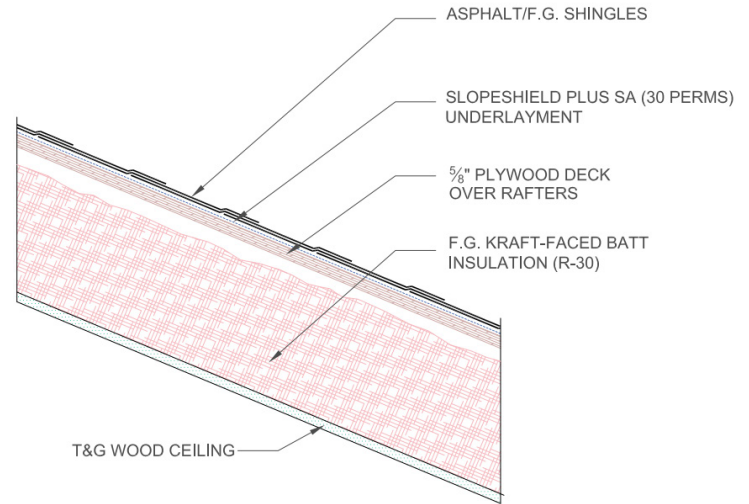 ASPHALT/F.G. SHINGLES
SLOPESHIELD PLUS SA (30 PERMS)
UNDERLAYMENT
⅝" PLYWOOD DECK
OVER RAFTERS
F.G. KRAFT-FACED BATT
INSULATION (R-30)
T&G WOOD CEILING